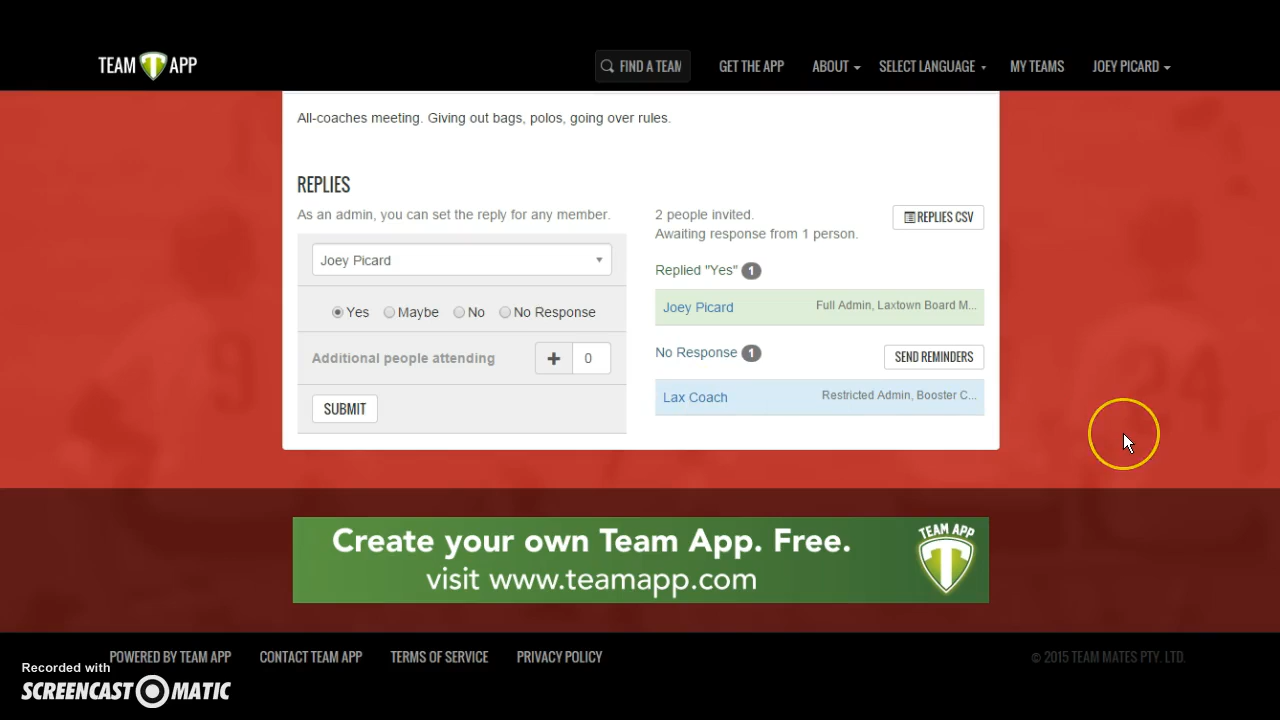 TEAM T APP
FIND A TEAM
GET THE APP
ABOUT
SELECT LANGUAGE
MY TEAMS
JOEY PICARD
All-coaches meeting. Giving out bags, polos, going over rules.
REPLIES
As an admin, you can set the reply for any member.
Joey Picard
Yes Maybe No No Response
Additional people attending + 0
SUBMIT
2 people invited.
Awaiting response from 1 person.
REPLIES CSV
Replied "Yes" 1
Joey Picard Full Admin, Laxtown Board M...
No Response 1
SEND REMINDERS
Lax Coach Restricted Admin, Booster C...
9
24
Create your own Team App. Free.
visit www.teamapp.com
TEAM APP
T
POWERED BY TEAM APP
CONTACT TEAM APP
TERMS OF SERVICE
PRIVACY POLICY
© 2015 TEAM MATES PTY. LTD.
Recorded with
SCREENCAST-O-MATIC